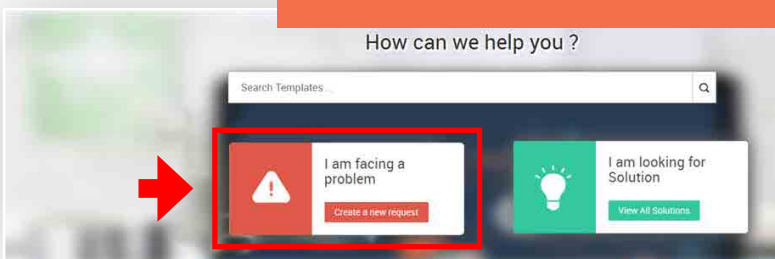 How can we help you ?
Search Templates ...
I am facing a
problem
Create a new request
I am looking for
Solution
View All Solutions